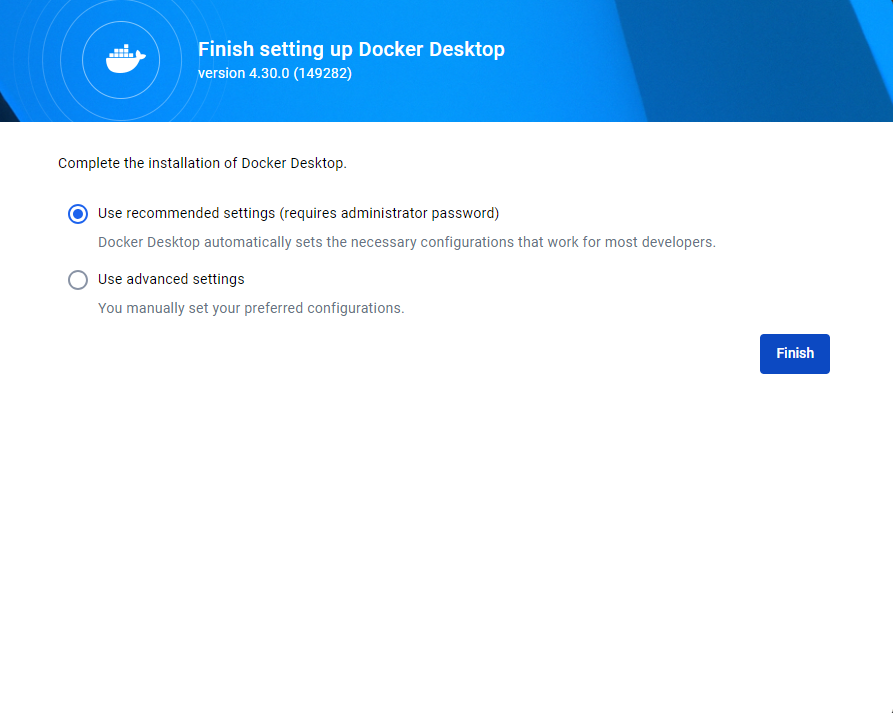 Finish setting up Docker Desktop
version 4.30.0 (149282)
Complete the installation of Docker Desktop.
Use recommended settings (requires administrator password)
Docker Desktop automatically sets the necessary configurations that work for most developers.
Use advanced settings
You manually set your preferred configurations.
Finish